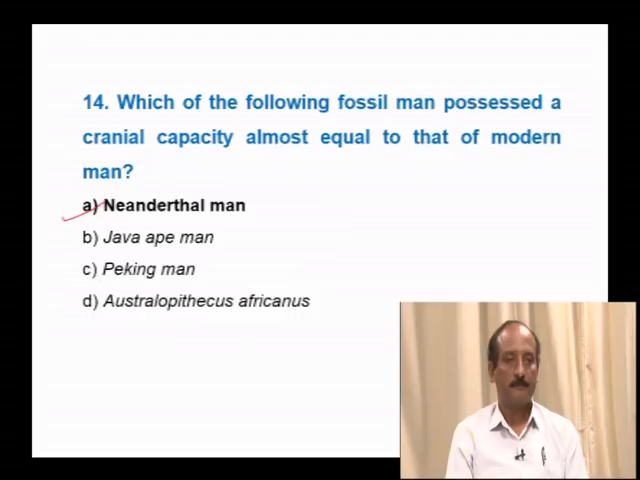 14. Which of the following fossil man possessed a
cranial capacity almost equal to that of modern
man?
a) Neanderthal man
b) Java ape man
c) Peking man
d) Australopithecus africanus